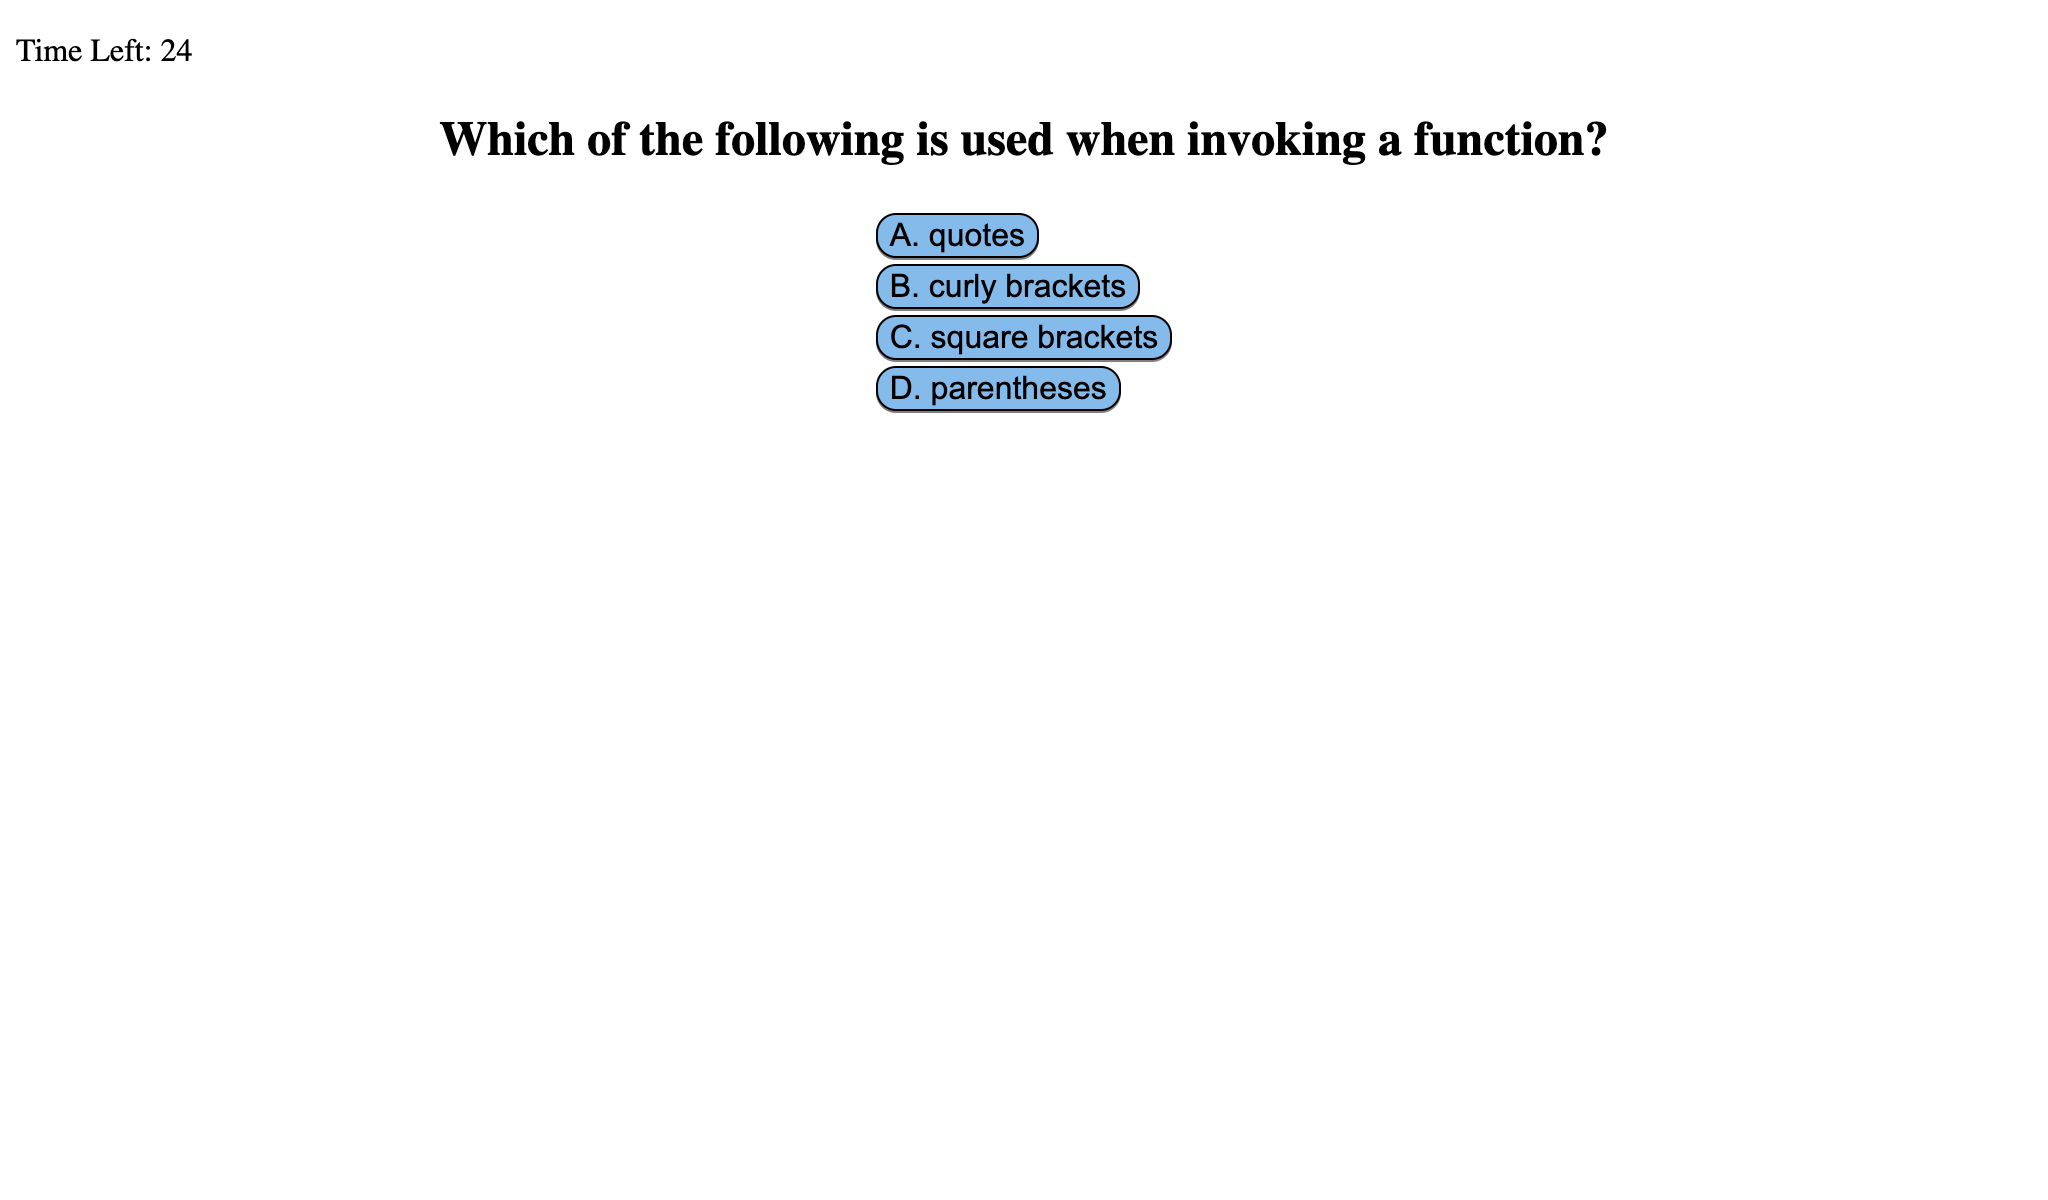 Time Left: 24
Which of the following is used when invoking a function?
A. quotes
B. curly brackets
C. square brackets
D. parentheses